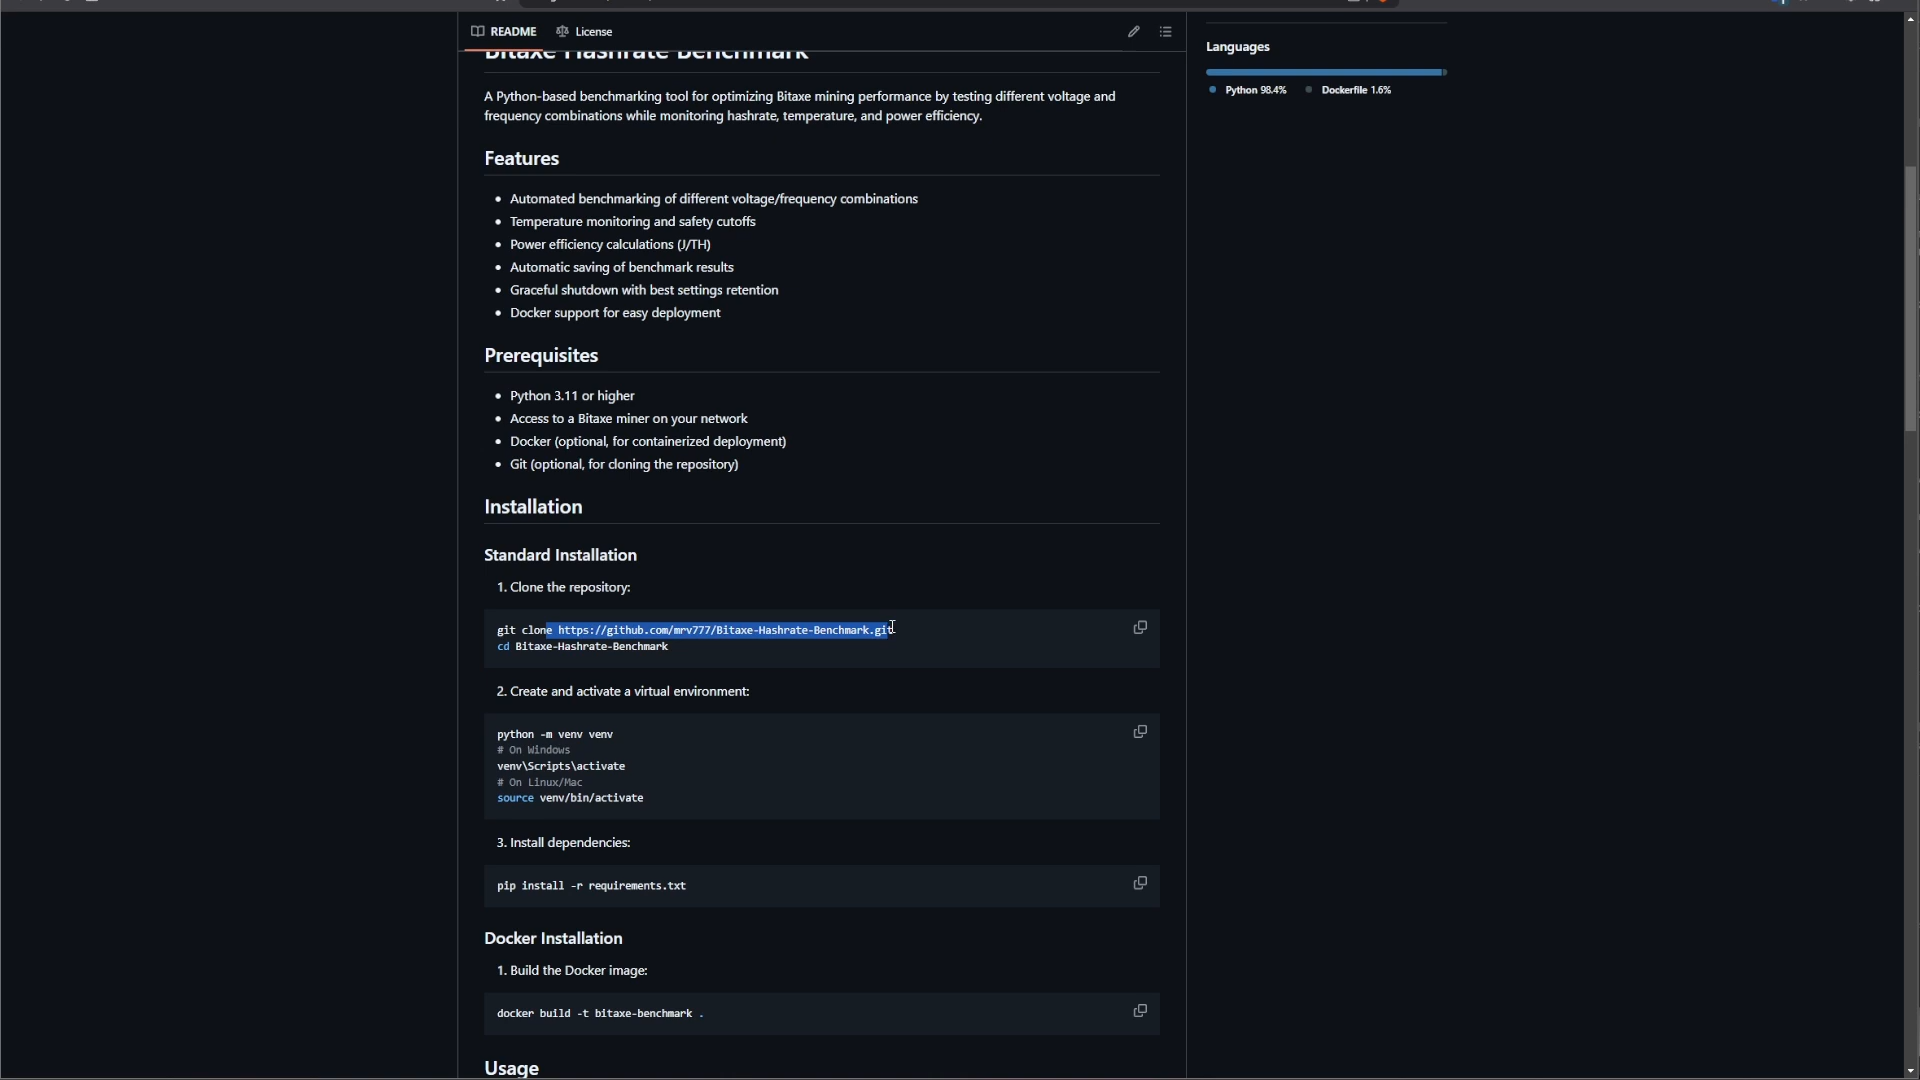 README
License
Bitaxe Hashrate Benchmark
A Python-based benchmarking tool for optimizing Bitaxe mining performance by testing different voltage and
frequency combinations while monitoring hashrate, temperature, and power efficiency.
Features
• Automated benchmarking of different voltage/frequency combinations
• Temperature monitoring and safety cutoffs
• Power efficiency calculations (J/TH)
• Automatic saving of benchmark results
• Graceful shutdown with best settings retention
• Docker support for easy deployment
Prerequisites
• Python 3.11 or higher
• Access to a Bitaxe miner on your network
• Docker (optional, for containerized deployment)
• Git (optional, for cloning the repository)
Installation
Standard Installation
1. Clone the repository:
git clone https://github.com/mrv777/Bitaxe-Hashrate-Benchmark.git
cd Bitaxe-Hashrate-Benchmark
2. Create and activate a virtual environment:
python -m venv venv
# On Windows
venv\Scripts\activate
# On Linux/Mac
source venv/bin/activate
3. Install dependencies:
pip install -r requirements.txt
Docker Installation
1. Build the Docker image:
docker build -t bitaxe-benchmark .
Usage
Languages
Python 98.4%
Dockerfile 1.6%